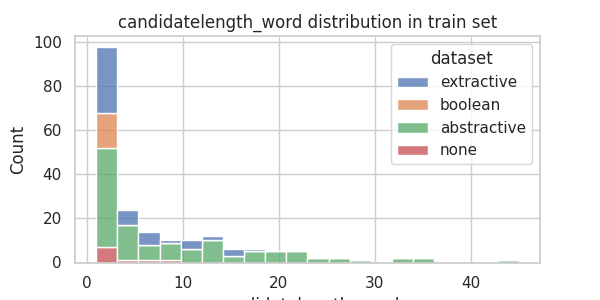 candidatelength_word distribution in train set
100
80
60
40
20
0
Count
dataset
extractive
boolean
abstractive
none
0
10
20
30
40